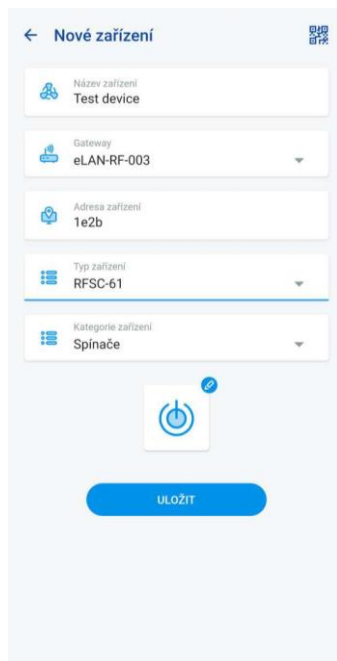 Nové zařízení
Název zařízení
Test device
Gateway
eLAN-RF-003
Adresa zařízení
1e2b
Typ zařízení
RFSC-61
Kategorie zařízení
Spínače
ULOŽIT